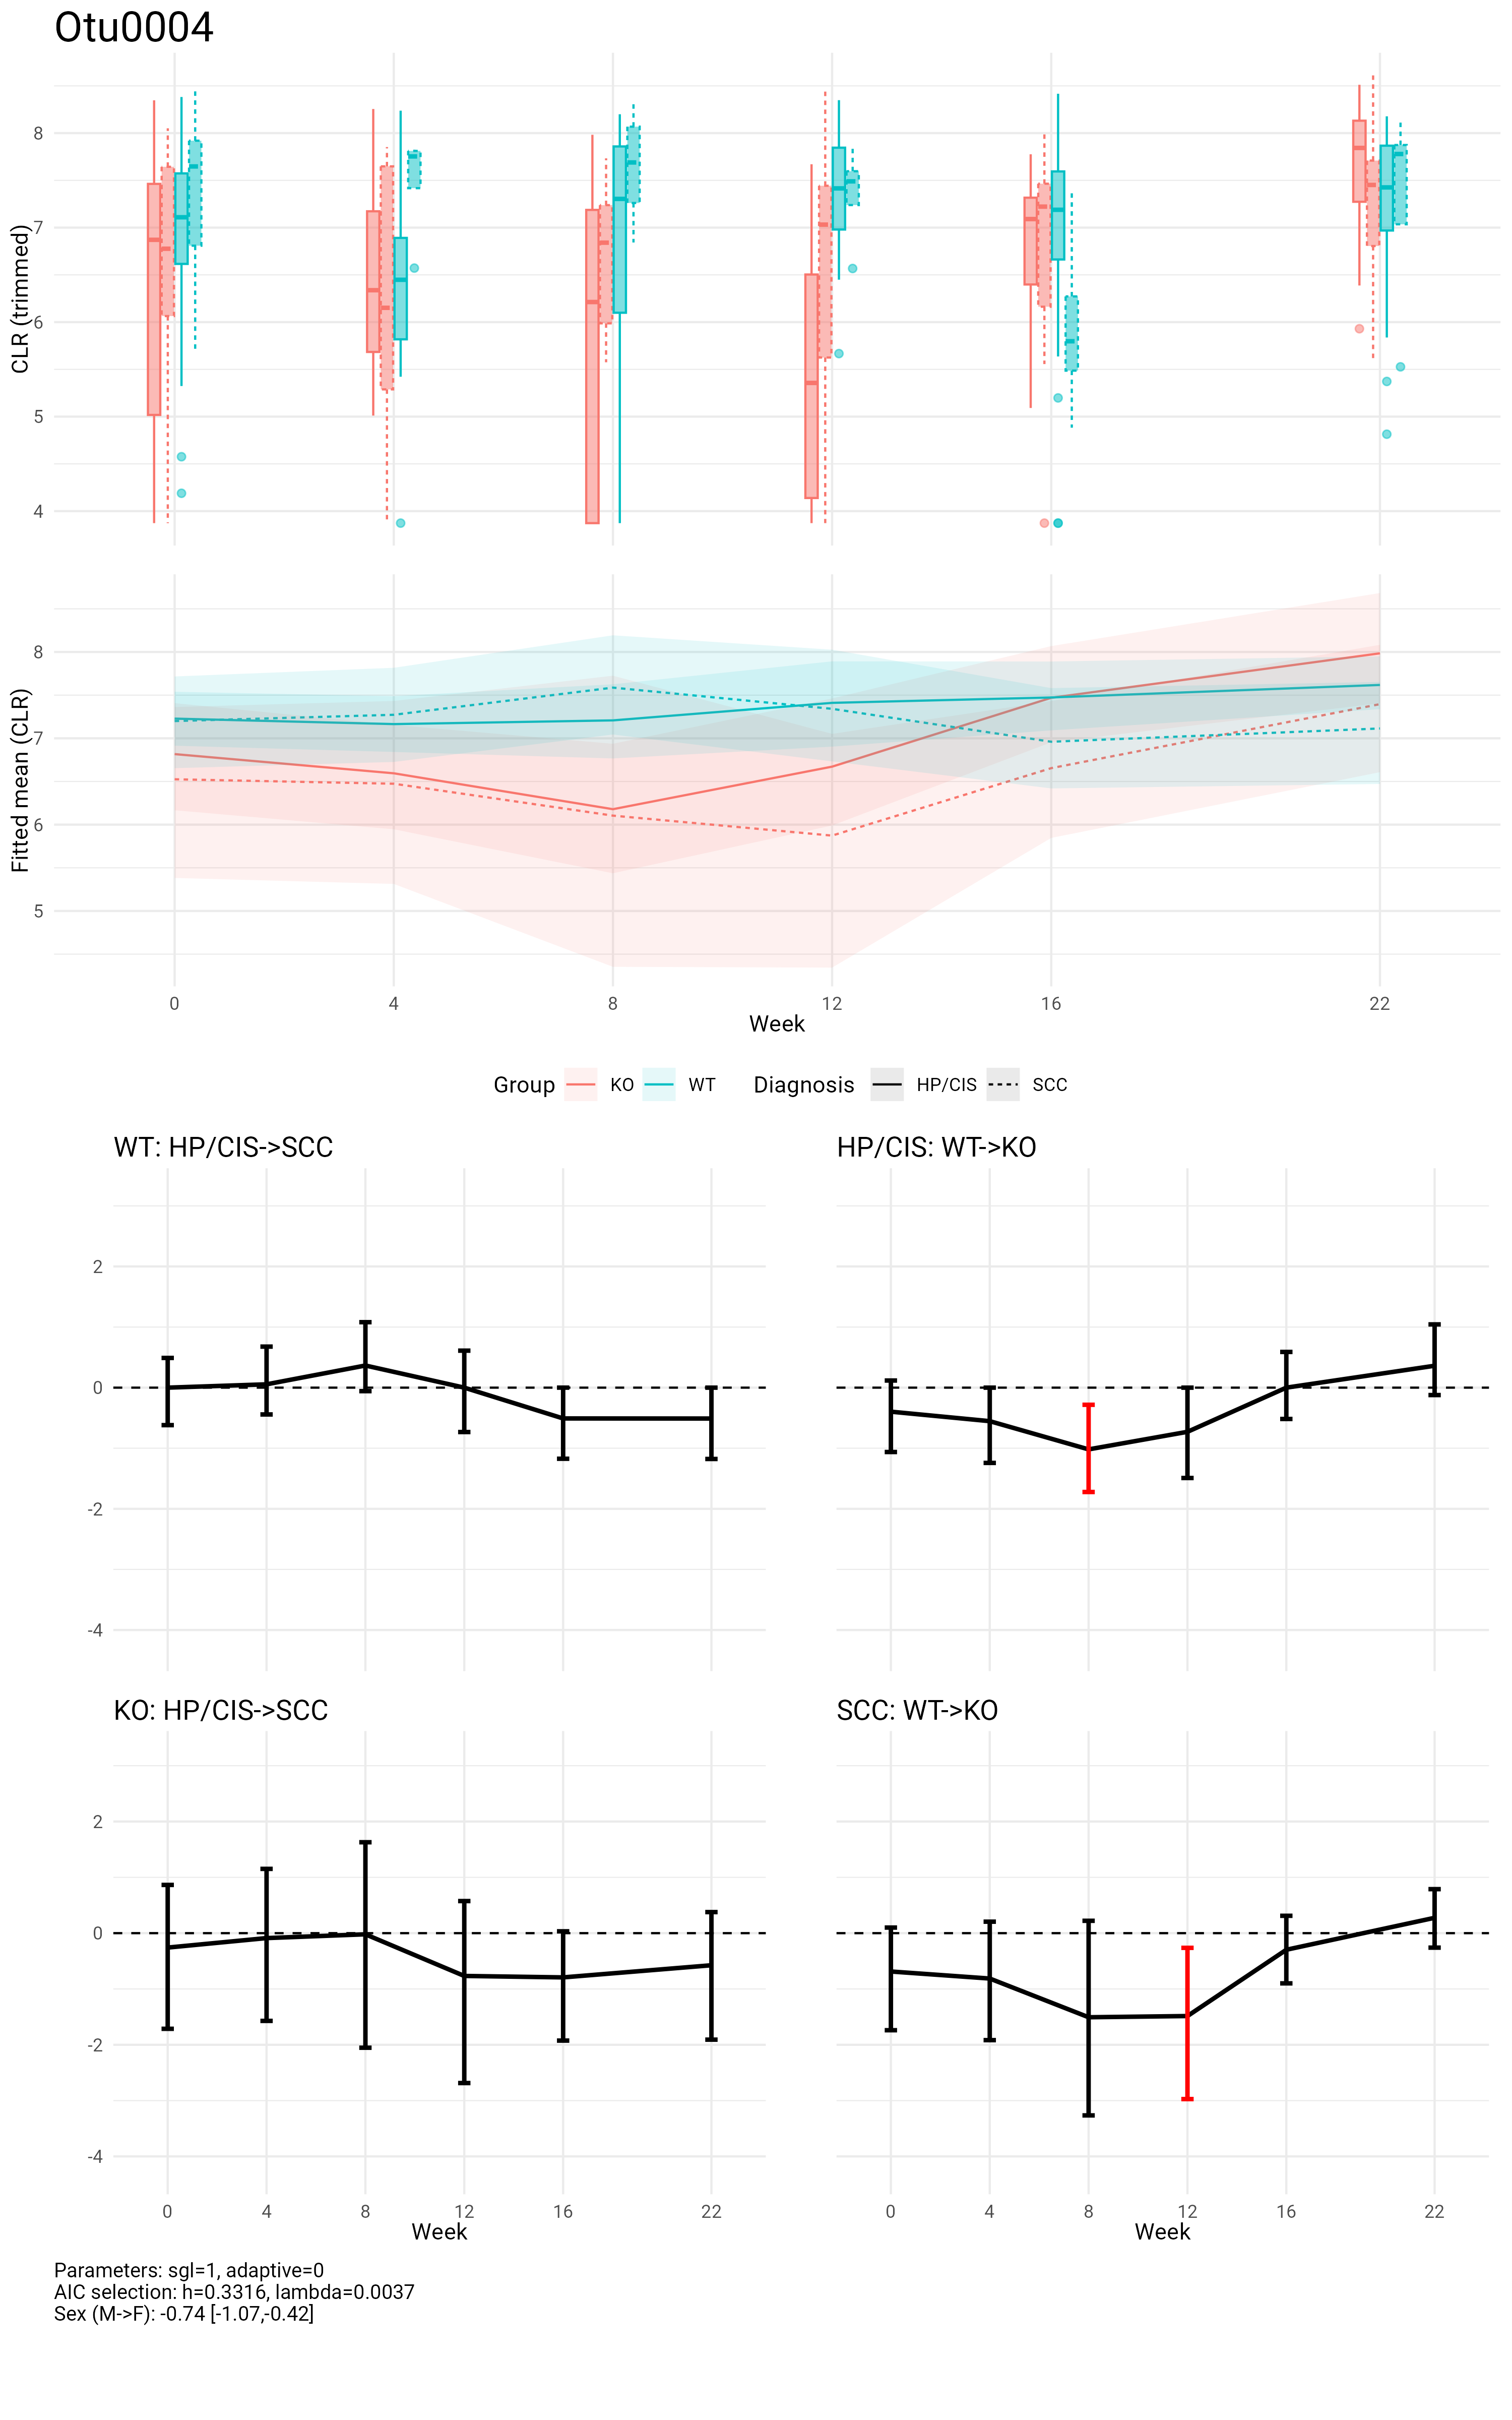 Otu0004
CLR (trimmed)
8
7
6
5
4
Fitted mean (CLR)
8
7
6
5
0 4 8 12 16 22
Week
Group KO WT Diagnosis HP/CIS SCC
WT: HP/CIS->SCC
HP/CIS: WT->KO
2
0
-2
-4
KO: HP/CIS->SCC
SCC: WT->KO
2
0
-2
-4
0 4 8 12 16 22
0 4 8 12 16 22
Week
Week
Parameters: sgl=1, adaptive=0
AIC selection: h=0.3316, lambda=0.0037
Sex (M->F): -0.74 [-1.07,-0.42]